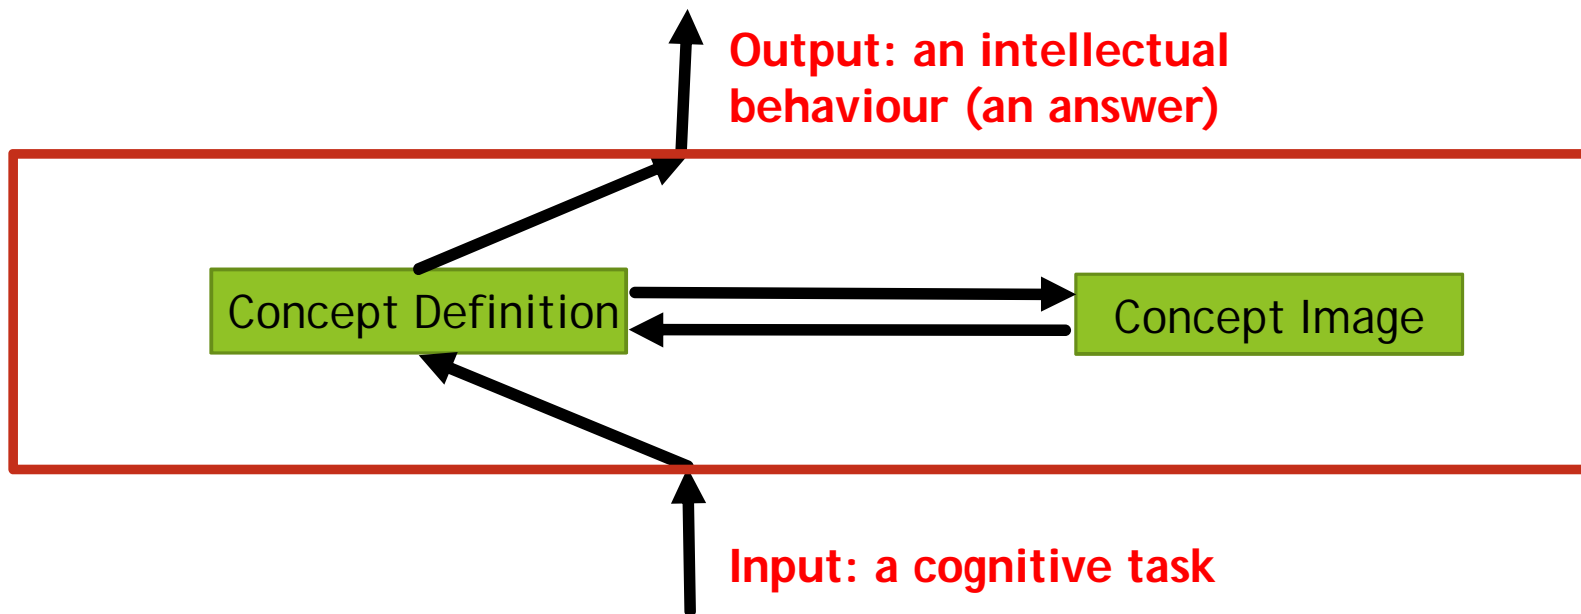 Output: an intellectual
behaviour (an answer)
Concept Definition
Concept Image
Input: a cognitive task